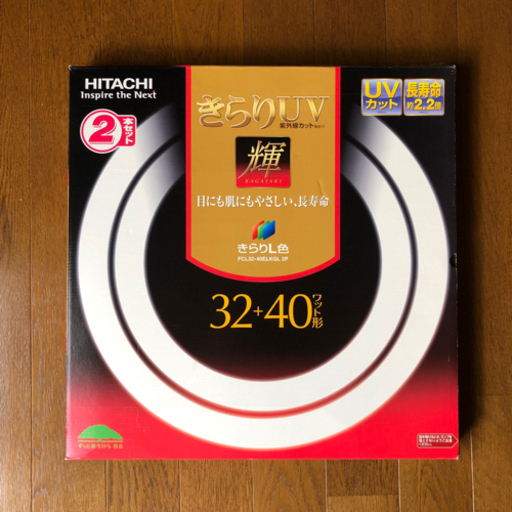 HITACHI
Inspire the Next
2本セット
きらりUV
紫外線カット
輝
KAGAYAKI
目にも肌にもやさしい、長寿命
きらりL色
FCL32・40ELKGL 2P
32+40ワット形
UVカット
長寿命
約2.2倍